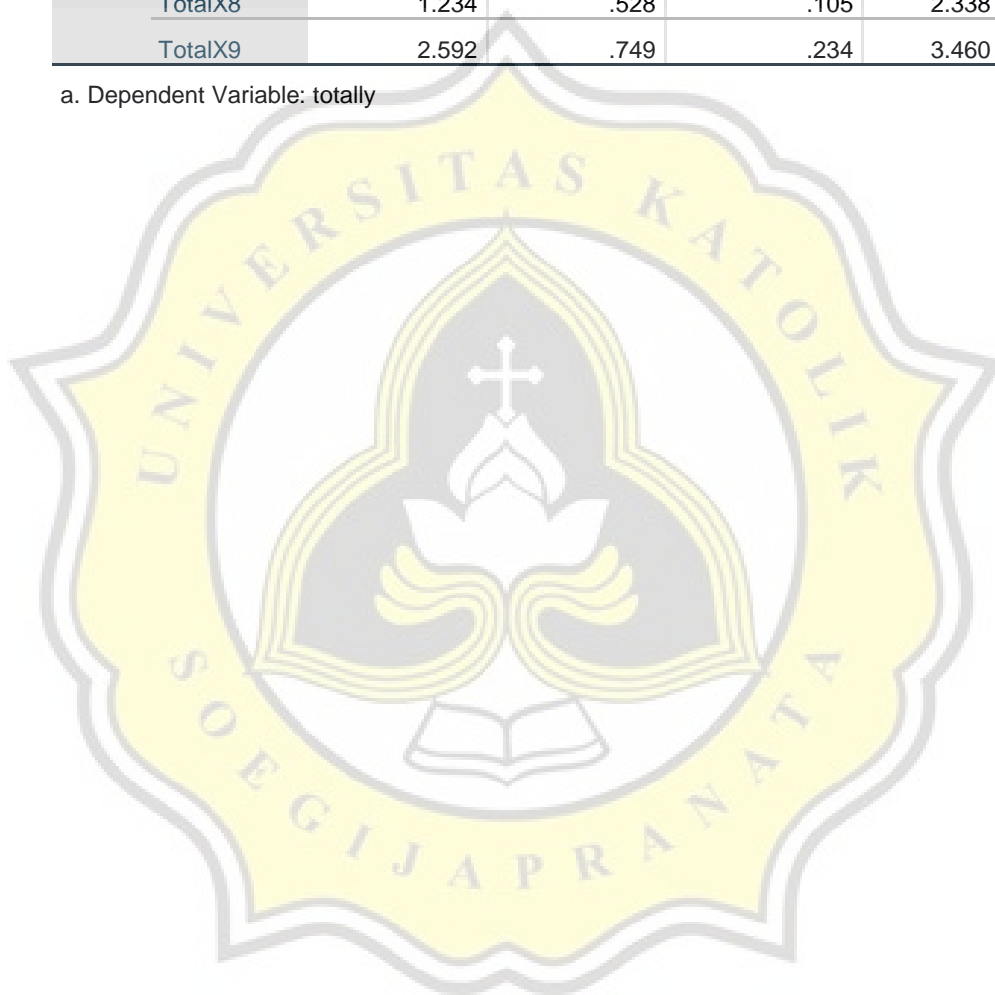 TotalX8 1.234 .528 .105 2.338
TotalX9 2.592 .749 .234 3.460
a. Dependent Variable: totally
UNIVERSITAS KATOLIK
SOEGIJAPRANATA